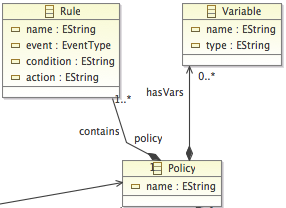 Rule
name : EString
event : EventType
condition : EString
action : EString
Variable
name : EString
type : EString
1..*
0..*
hasVars
contains
policy
1
Policy
name : EString